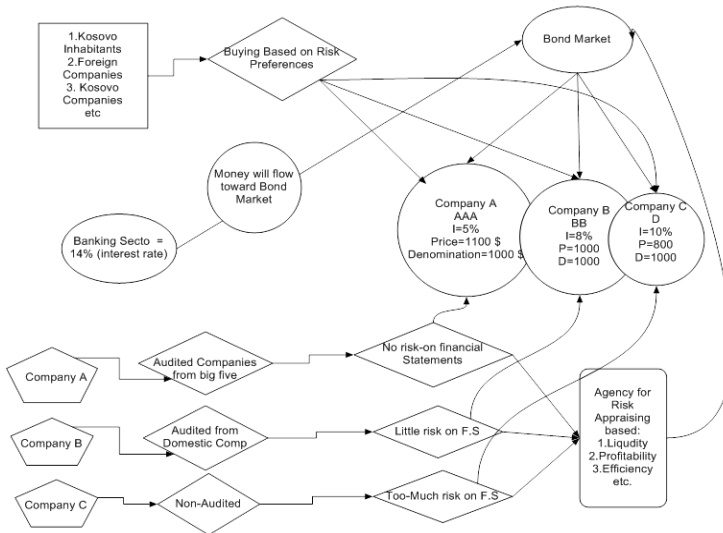 1.Kosovo
Inhabitants
2.Foreign
Companies
3. Kosovo
Companies
etc
Buying Based on Risk
Preferences
Bond Market
Money will flow
toward Bond
Market
Banking Secto =
14% (interest rate)
Company A
AAA
I=5%
Price=1100 $
Denomination=1000 $
Company B
BB
I=8%
P=1000
D=1000
Company C
D
I=10%
P=800
D=1000
Company A
Audited Companies
from big five
No risk-on financial
Statements
Company B
Audited from
Domestic Comp
Little risk on F.S
Company C
Non-Audited
Too-Much risk on F.S
Agency for
Risk
Appraising
based:
1.Liqudity
2.Profitability
3.Efficiency
etc.